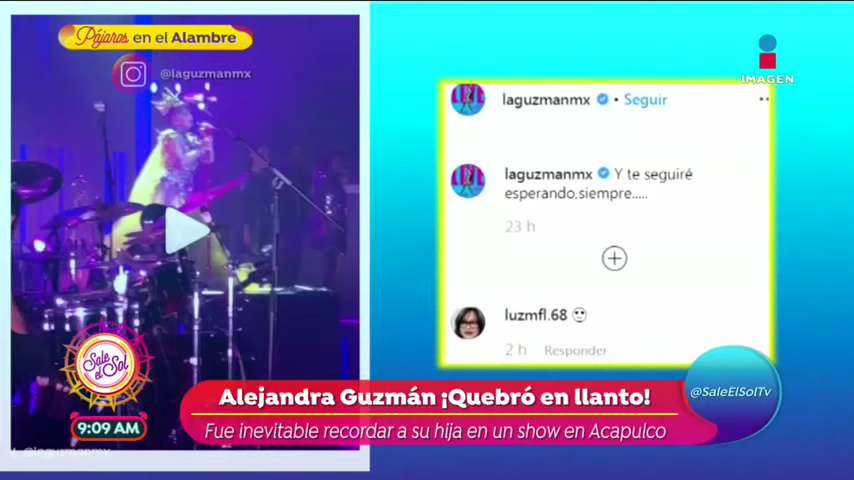 Pájaros en el Alambre
@laguzmanmx
IMAGEN
laguzmanmx • Seguir
laguzmanmx Y te seguiré
esperando,siempre.....
23 h
luzmfl.68
2 h Responder
Sale el Sol
Alejandra Guzmán ¡Quebró en llanto!
@SaleElSolTv
Fue inevitable recordar a su hija en un show en Acapulco
9:09 AM
@laguzmanmx